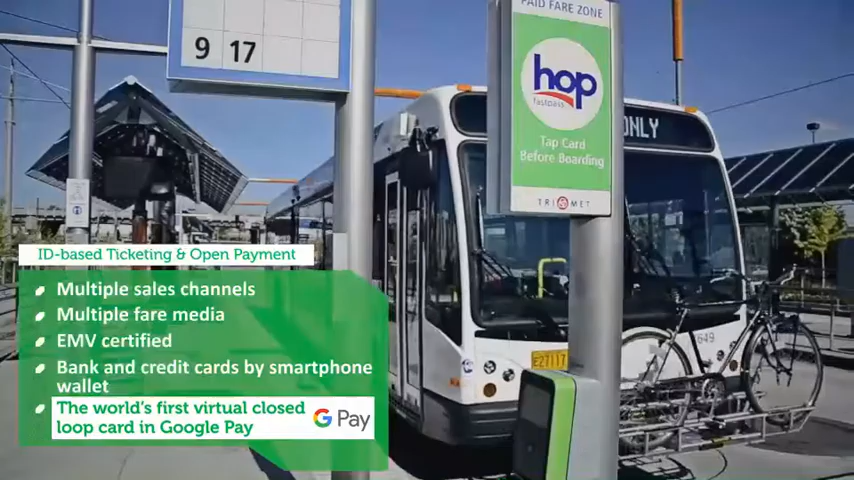 PAID FARE ZONE
9 17
hop
fastpass
ONLY
Tap Card
Before Boarding
TRI MET
ID-based Ticketing & Open Payment
Multiple sales channels
Multiple fare media
EMV certified
Bank and credit cards by smartphone
wallet
The world's first virtual closed
loop card in Google Pay
G Pay
E27117